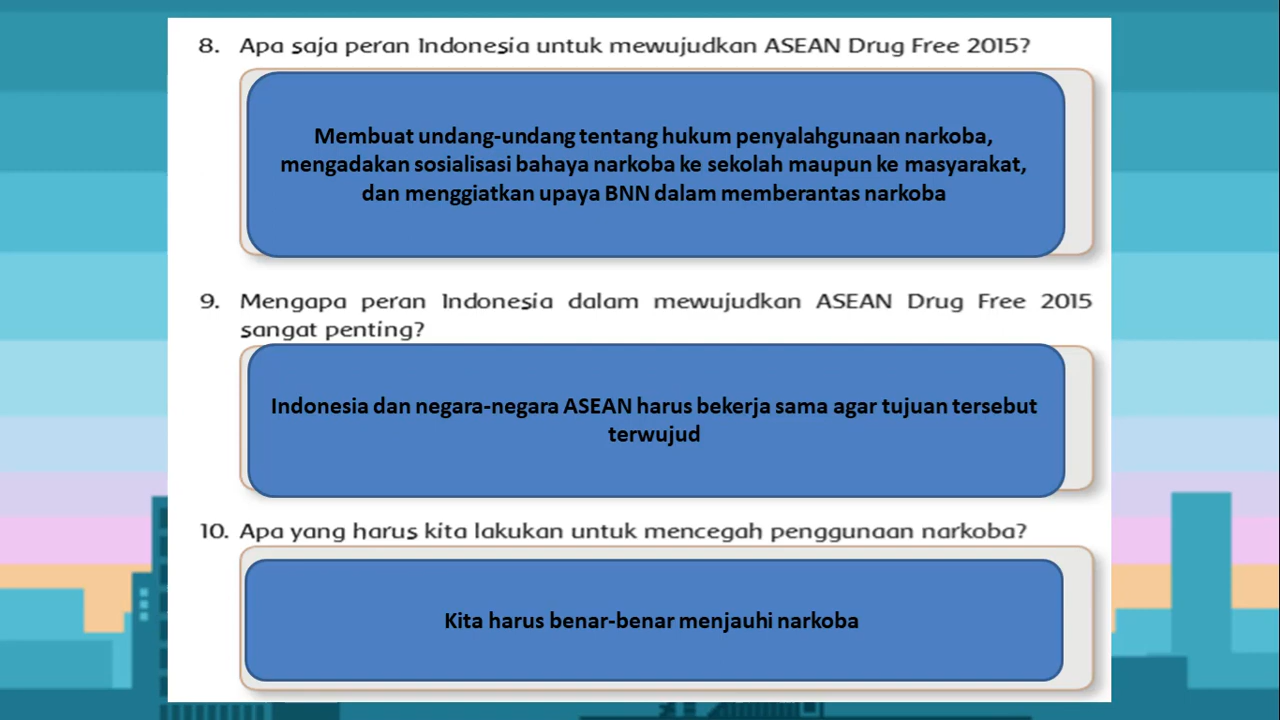 8. Apa saja peran Indonesia untuk mewujudkan ASEAN Drug Free 2015?
Membuat undang-undang tentang hukum penyalahgunaan narkoba,
mengadakan sosialisasi bahaya narkoba ke sekolah maupun ke masyarakat,
dan menggiatkan upaya BNN dalam memberantas narkoba
9. Mengapa peran Indonesia dalam mewujudkan ASEAN Drug Free 2015
sangat penting?
Indonesia dan negara-negara ASEAN harus bekerja sama agar tujuan tersebut
terwujud
10. Apa yang harus kita lakukan untuk mencegah penggunaan narkoba?
Kita harus benar-benar menjauhi narkoba